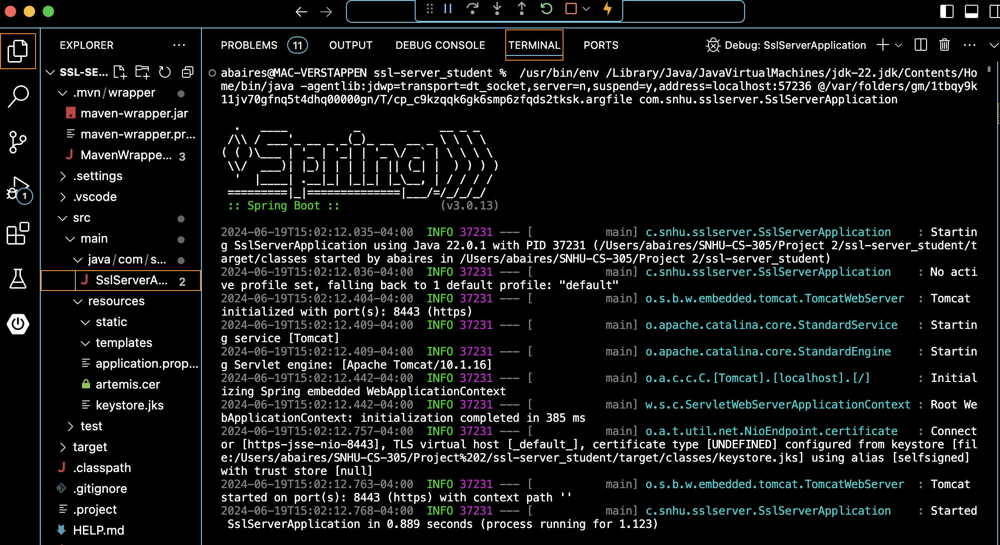 EXPLORER
SSL-SE...
.mvn/wrapper
maven-wrapper.jar
maven-wrapper.pr...
MavenWrappe... 3
.settings
.vscode
src
main
java/com/s...
SslServerA... 2
resources
static
templates
application.prop...
artemis.cer
keystore.jks
test
target
.classpath
.gitignore
.project
HELP.md
1
PROBLEMS 11 OUTPUT DEBUG CONSOLE TERMINAL PORTS Debug: SslServerApplication
abaires@MAC-VERSTAPPEN ssl-server_student %  /usr/bin/env /Library/Java/JavaVirtualMachines/jdk-22.jdk/Contents/Ho
me/bin/java -agentlib:jdwp=transport=dt_socket,server=n,suspend=y,address=localhost:57236 @/var/folders/gm/1tbqy9k
11jv70gfnq5t4dhq00000gn/T/cp_c9kzqqk6gk6smp6zfqds2tksk.argfile com.snhu.sslserver.SslServerApplication
  .   ____          _            __ _ _
 /\\ / ___'_ __ _ _(_)_ __  __ _ \ \ \ \
( ( )\___ | '_ | '_| | '_ \/ _` | \ \ \ \
 \\/  ___)| |_)| | | | | || (_| |  ) ) ) )
  '  |____| .__|_| |_|_| |_\__, | / / / /
 =========|_|==============|___/=/_/_/_/
 :: Spring Boot ::               (v3.0.13)
2024-06-19T15:02:12.035-04:00  INFO 37231 --- [           main] c.snhu.sslserver.SslServerApplication    : Startin
g SslServerApplication using Java 22.0.1 with PID 37231 (/Users/abaires/SNHU-CS-305/Project 2/ssl-server_student/t
arget/classes started by abaires in /Users/abaires/SNHU-CS-305/Project 2/ssl-server_student)
2024-06-19T15:02:12.036-04:00  INFO 37231 --- [           main] c.snhu.sslserver.SslServerApplication    : No acti
ve profile set, falling back to 1 default profile: "default"
2024-06-19T15:02:12.404-04:00  INFO 37231 --- [           main] o.s.b.w.embedded.tomcat.TomcatWebServer  : Tomcat
initialized with port(s): 8443 (https)
2024-06-19T15:02:12.409-04:00  INFO 37231 --- [           main] o.apache.catalina.core.StandardService   : Startin
g service [Tomcat]
2024-06-19T15:02:12.409-04:00  INFO 37231 --- [           main] o.apache.catalina.core.StandardEngine    : Startin
g Servlet engine: [Apache Tomcat/10.1.16]
2024-06-19T15:02:12.442-04:00  INFO 37231 --- [           main] o.a.c.c.C.[Tomcat].[localhost].[/]       : Initial
izing Spring embedded WebApplicationContext
2024-06-19T15:02:12.442-04:00  INFO 37231 --- [           main] w.s.c.ServletWebServerApplicationContext : Root We
bApplicationContext: initialization completed in 385 ms
2024-06-19T15:02:12.757-04:00  INFO 37231 --- [           main] o.a.t.util.net.NioEndpoint.certificate   : Connect
or [https-jsse-nio-8443], TLS virtual host [_default_], certificate type [UNDEFINED] configured from keystore [fil
e:/Users/abaires/SNHU-CS-305/Project%202/ssl-server_student/target/classes/keystore.jks] using alias [selfsigned]
with trust store [null]
2024-06-19T15:02:12.763-04:00  INFO 37231 --- [           main] o.s.b.w.embedded.tomcat.TomcatWebServer  : Tomcat
started on port(s): 8443 (https) with context path ''
2024-06-19T15:02:12.768-04:00  INFO 37231 --- [           main] c.snhu.sslserver.SslServerApplication    : Started
 SslServerApplication in 0.889 seconds (process running for 1.123)